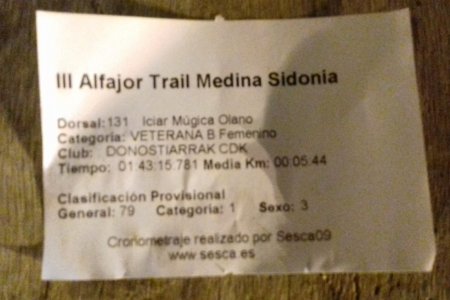 III Alfajor Trail Medina Sidonia
Dorsal: 131 Iciar Múgica Olano
Categoria: VETERANA B Femenino
Club: DONOSTIARRAK CDK
Tiempo: 01:43:15.781 Media Km: 00:05:44
Clasificación Provisional
General: 79 Categoria: 1 Sexo: 3
Cronometraje realizado por Sesca09
www.sesca.es